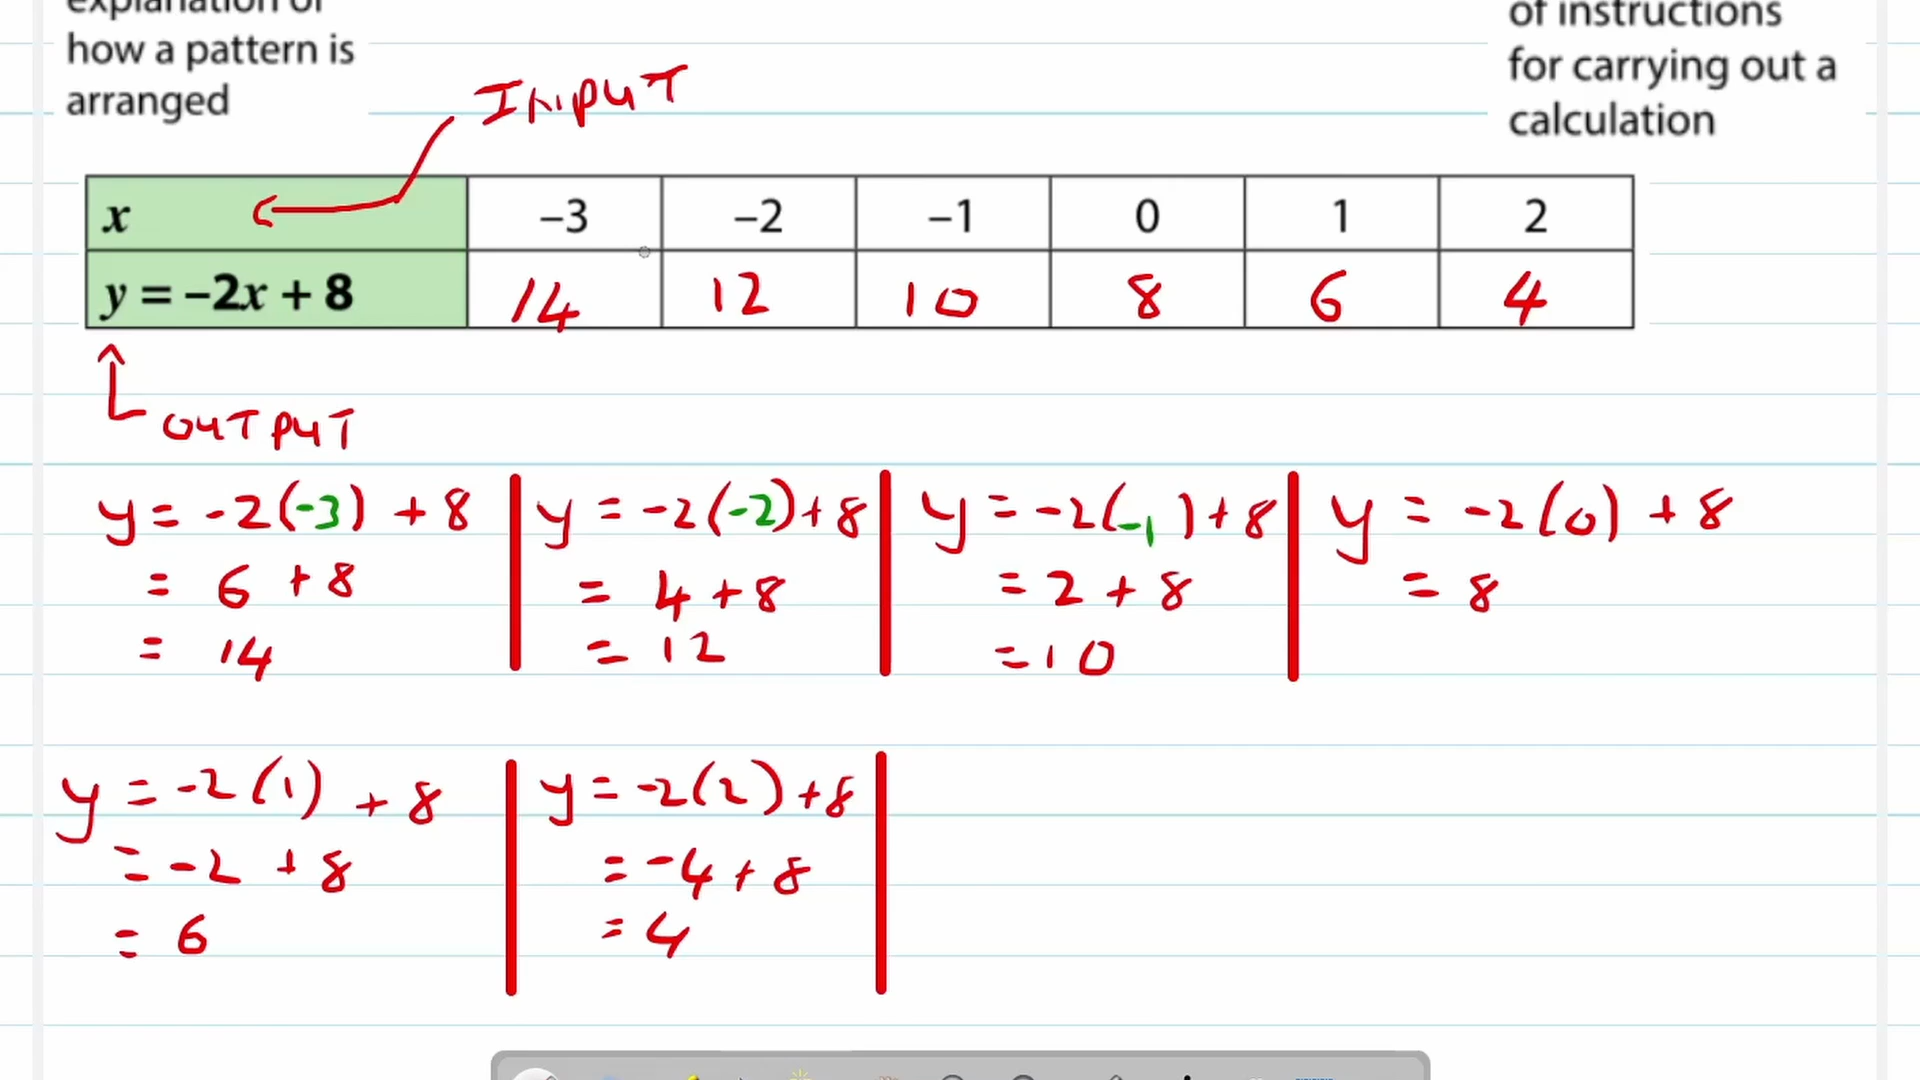 explanation of
how a pattern is
arranged
of instructions
for carrying out a
calculation
INPUT
x −3 −2 −1 0 1 2
y = −2x + 8 14 12 10 8 6 4
OUTPUT
y = -2(-3) + 8
= 6 + 8
= 14
y = -2(-2)+8
= 4+8
= 12
y = -2(-1)+8
= 2 + 8
= 10
y = -2(0) + 8
= 8
y = -2(1) + 8
= -2 + 8
= 6
y = -2(2)+8
= -4+8
= 4